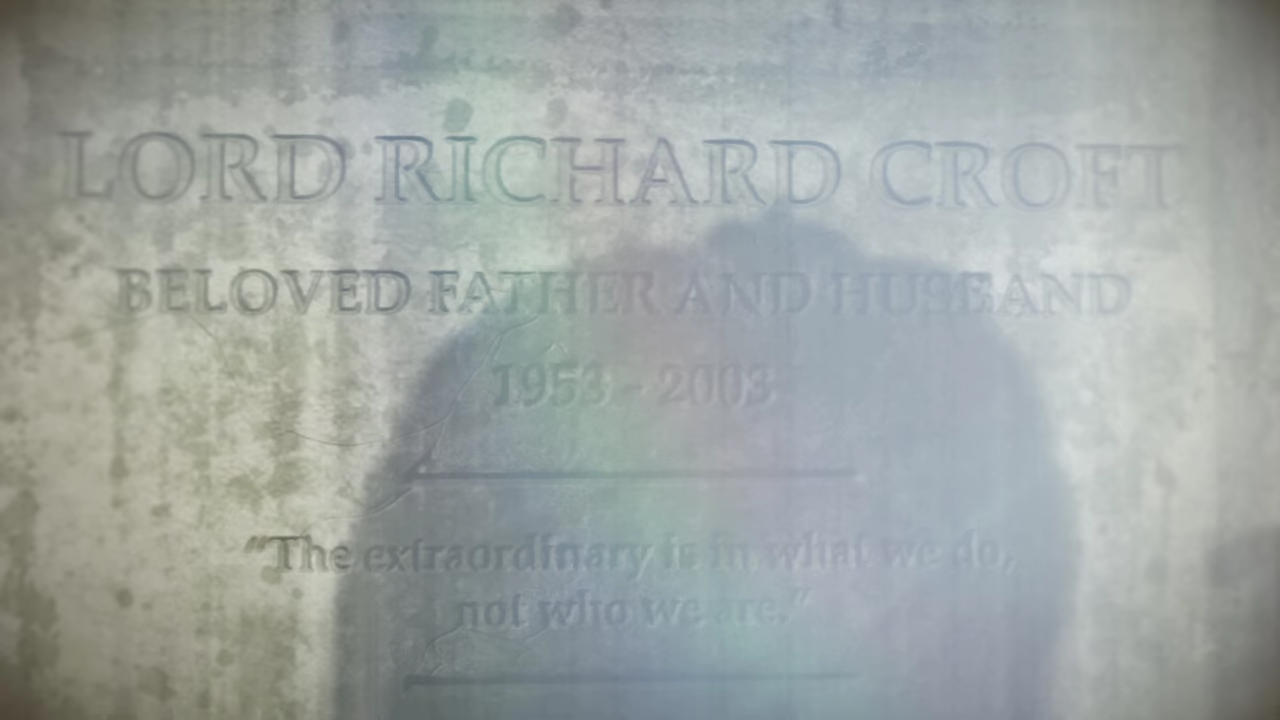 LORD RICHARD CROFT
BELOVED FATHER AND HUSBAND
1953 - 2003
“The extraordinary is in what we do,
not who we are.”